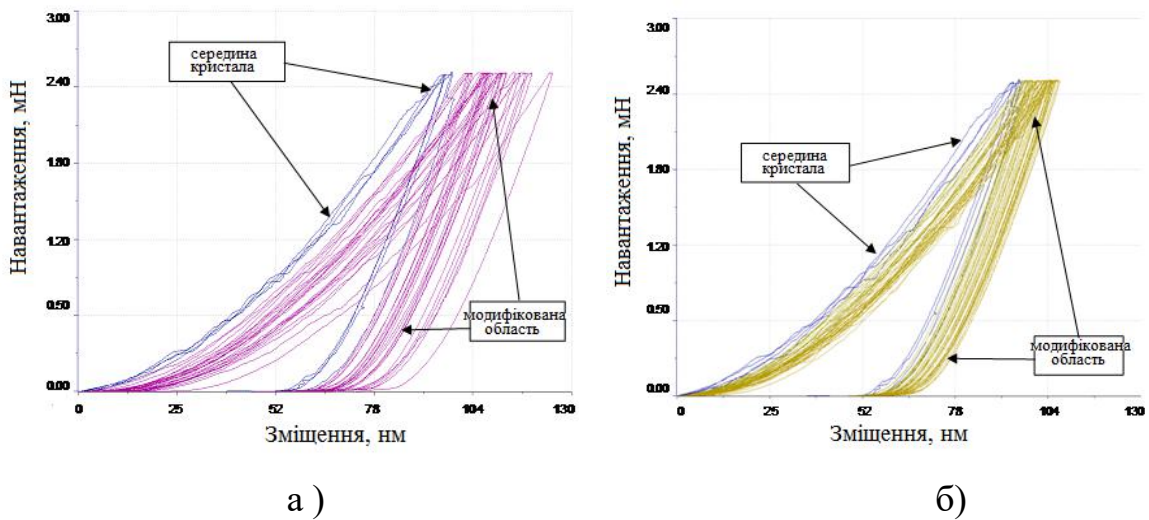 3.00
2.40
1.80
1.20
0.50
0.00
Навантаження, мН
середина
кристала
модифікована
область
0
25
52
78
104
130
Зміщення, нм
а )
3.00
2.40
1.80
1.20
0.50
0.00
Навантаження, мН
середина
кристала
модифікована
область
0
25
52
78
104
130
Зміщення, нм
б)